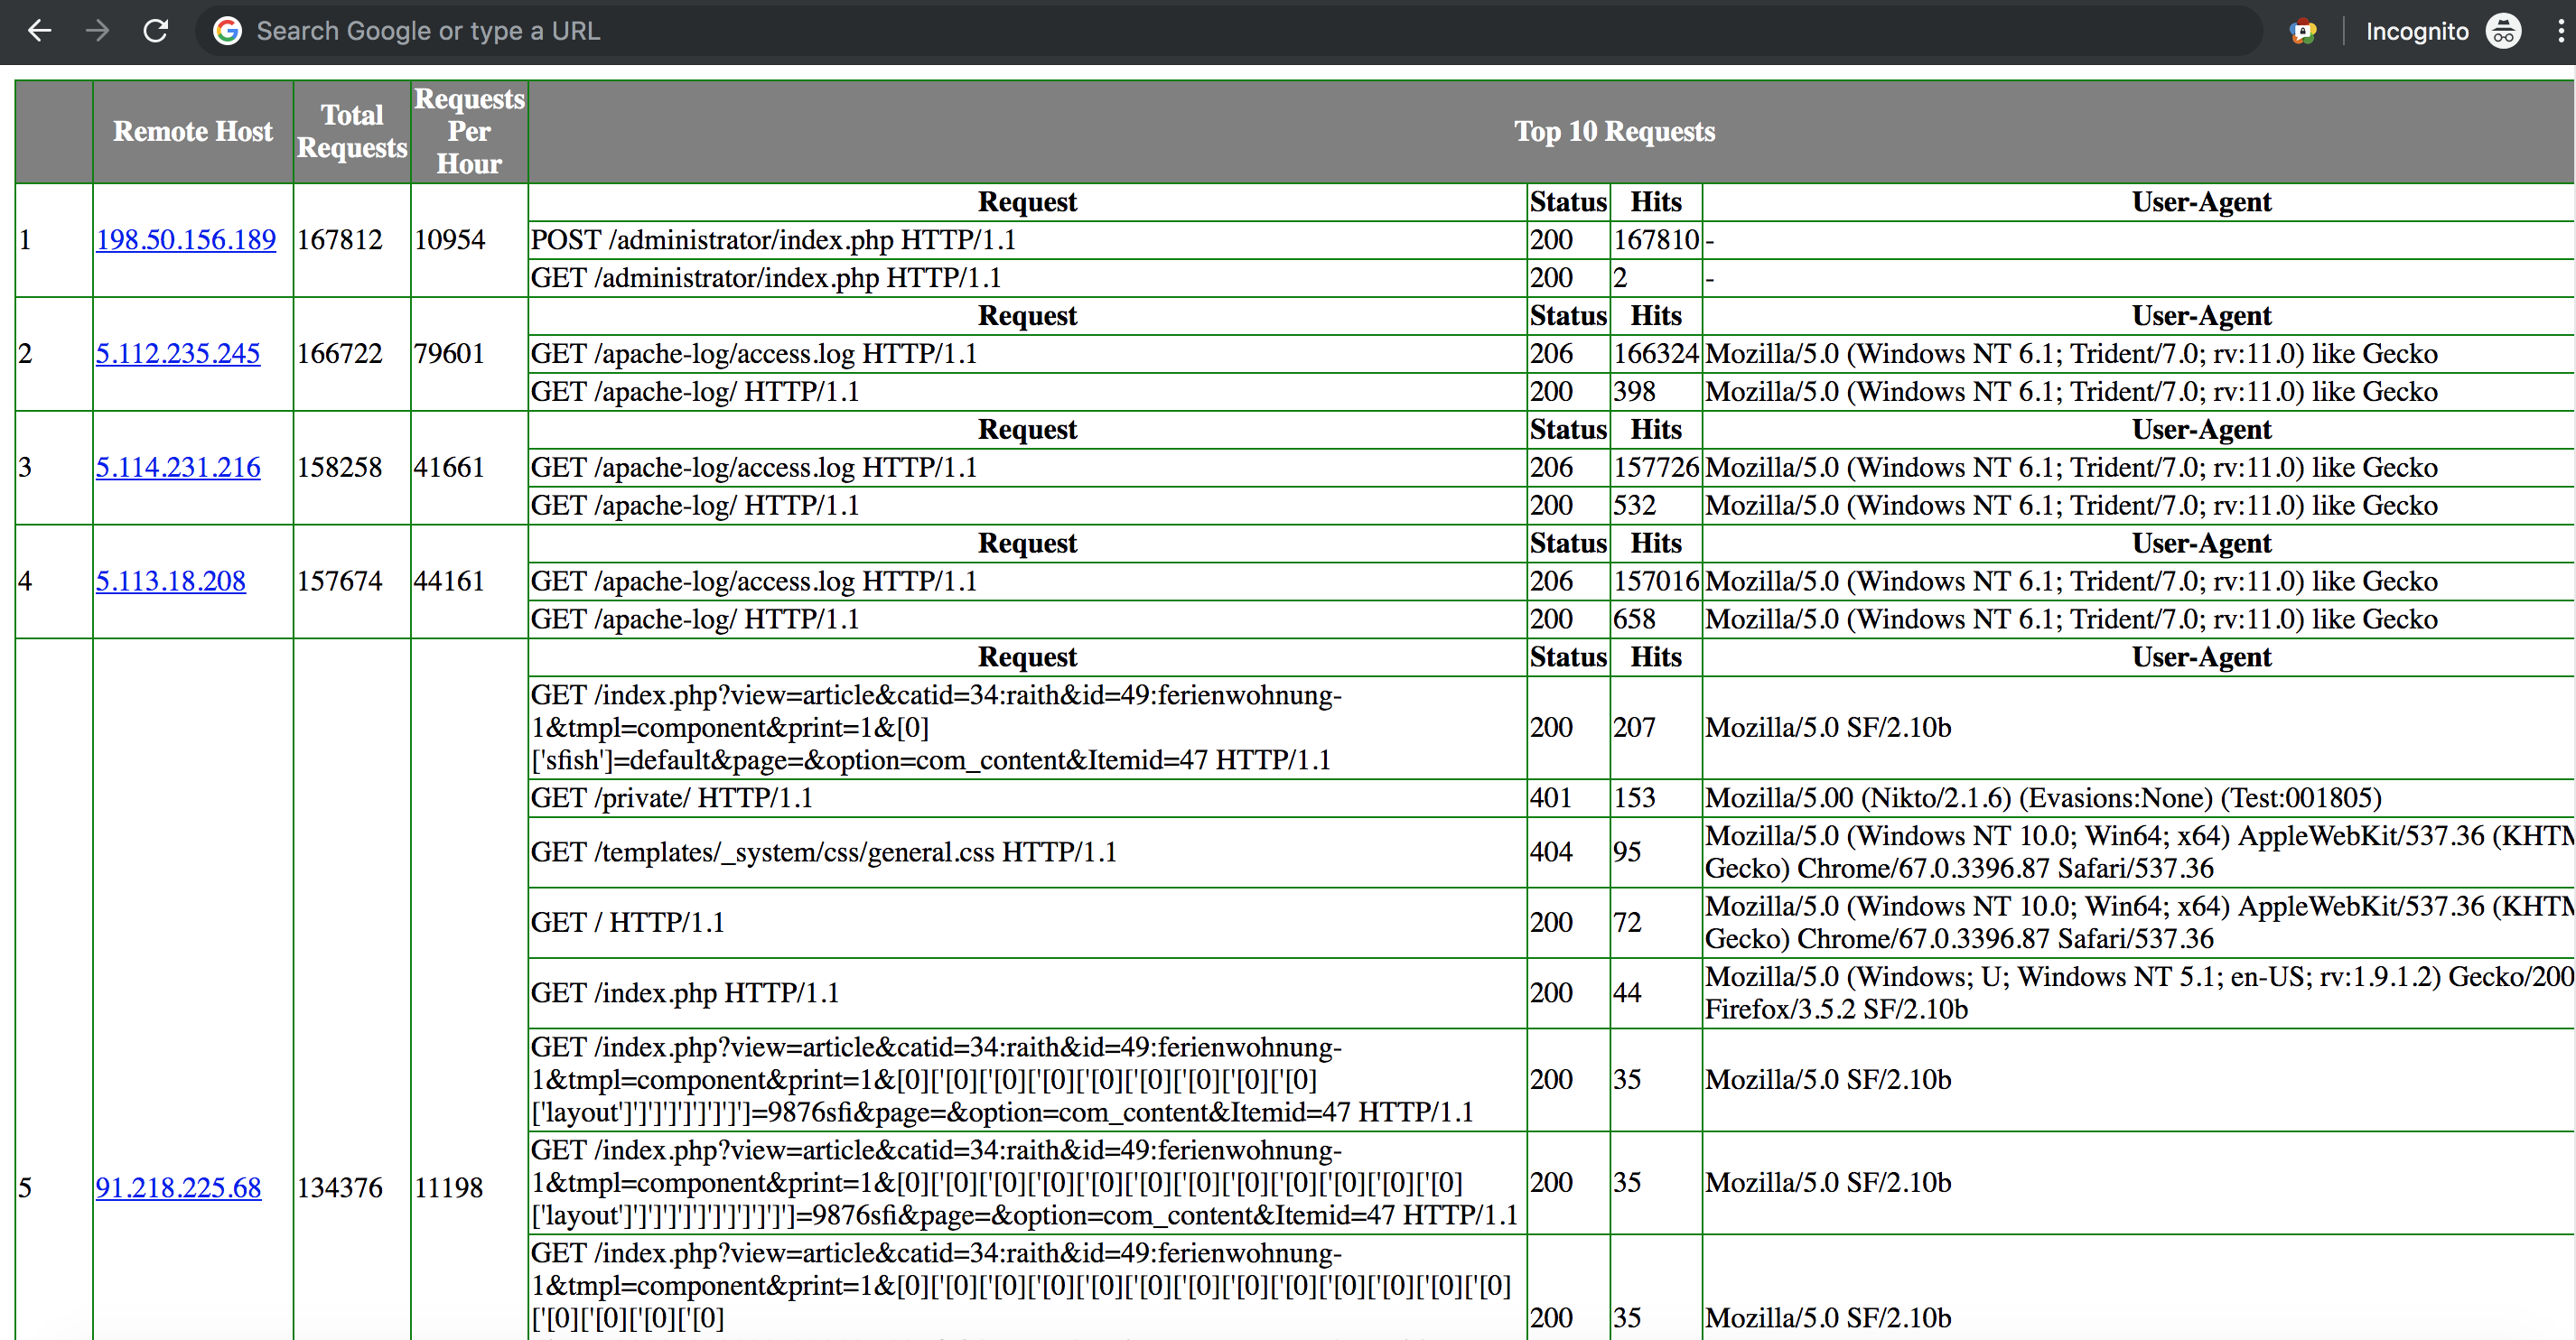 Search Google or type a URL
Incognito
Remote Host
Total Requests
Requests Per Hour
Top 10 Requests
Request Status Hits User-Agent
1 198.50.156.189 167812 10954
POST /administrator/index.php HTTP/1.1 200 167810 -
GET /administrator/index.php HTTP/1.1 200 2 -
Request Status Hits User-Agent
2 5.112.235.245 166722 79601
GET /apache-log/access.log HTTP/1.1 206 166324 Mozilla/5.0 (Windows NT 6.1; Trident/7.0; rv:11.0) like Gecko
GET /apache-log/ HTTP/1.1 200 398 Mozilla/5.0 (Windows NT 6.1; Trident/7.0; rv:11.0) like Gecko
Request Status Hits User-Agent
3 5.114.231.216 158258 41661
GET /apache-log/access.log HTTP/1.1 206 157726 Mozilla/5.0 (Windows NT 6.1; Trident/7.0; rv:11.0) like Gecko
GET /apache-log/ HTTP/1.1 200 532 Mozilla/5.0 (Windows NT 6.1; Trident/7.0; rv:11.0) like Gecko
Request Status Hits User-Agent
4 5.113.18.208 157674 44161
GET /apache-log/access.log HTTP/1.1 206 157016 Mozilla/5.0 (Windows NT 6.1; Trident/7.0; rv:11.0) like Gecko
GET /apache-log/ HTTP/1.1 200 658 Mozilla/5.0 (Windows NT 6.1; Trident/7.0; rv:11.0) like Gecko
Request Status Hits User-Agent
5 91.218.225.68 134376 11198
GET /index.php?view=article&catid=34:raith&id=49:ferienwohnung-
1&tmpl=component&print=1&[0]
['sfish']=default&page=&option=com_content&Itemid=47 HTTP/1.1
200 207 Mozilla/5.0 SF/2.10b
GET /private/ HTTP/1.1 401 153 Mozilla/5.00 (Nikto/2.1.6) (Evasions:None) (Test:001805)
GET /templates/_system/css/general.css HTTP/1.1 404 95
Mozilla/5.0 (Windows NT 10.0; Win64; x64) AppleWebKit/537.36 (KHTM
Gecko) Chrome/67.0.3396.87 Safari/537.36
GET / HTTP/1.1 200 72
Mozilla/5.0 (Windows NT 10.0; Win64; x64) AppleWebKit/537.36 (KHTM
Gecko) Chrome/67.0.3396.87 Safari/537.36
GET /index.php HTTP/1.1 200 44
Mozilla/5.0 (Windows; U; Windows NT 5.1; en-US; rv:1.9.1.2) Gecko/200
Firefox/3.5.2 SF/2.10b
GET /index.php?view=article&catid=34:raith&id=49:ferienwohnung-
1&tmpl=component&print=1&[0]['[0]['[0]['[0]['[0]['[0]['[0]['[0]['[0]
['layout']']']']']']']']']=9876sfi&page=&option=com_content&Itemid=47 HTTP/1.1
200 35 Mozilla/5.0 SF/2.10b
GET /index.php?view=article&catid=34:raith&id=49:ferienwohnung-
1&tmpl=component&print=1&[0]['[0]['[0]['[0]['[0]['[0]['[0]['[0]['[0]['[0]['[0]['[0]
['layout']']']']']']']']']']']']=9876sfi&page=&option=com_content&Itemid=47 HTTP/1.1
200 35 Mozilla/5.0 SF/2.10b
GET /index.php?view=article&catid=34:raith&id=49:ferienwohnung-
1&tmpl=component&print=1&[0]['[0]['[0]['[0]['[0]['[0]['[0]['[0]['[0]['[0]['[0]['[0]['[0]
['[0]['[0]['[0]['[0]
200 35 Mozilla/5.0 SF/2.10b